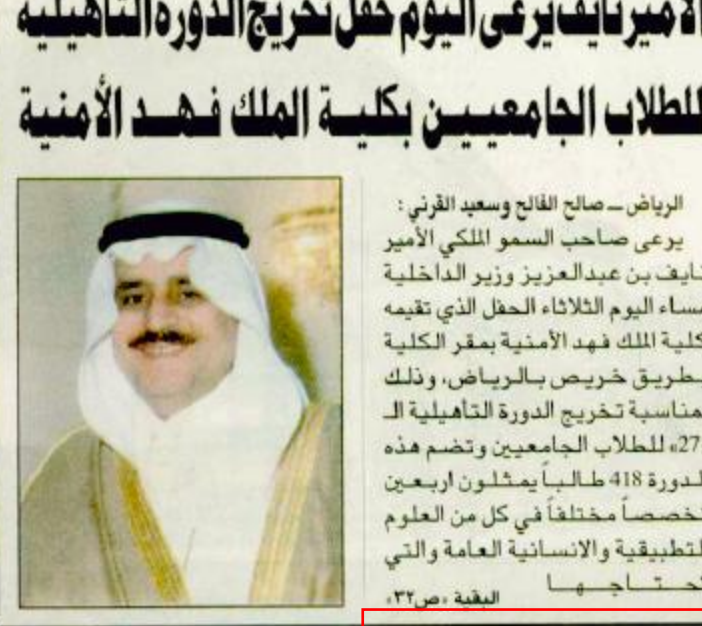 الأمير نايف يرعى اليوم حفل تخريج الدورة التأهيلية
للطلاب الجامعيين بكلية الملك فهد الأمنية
الرياض ــ صالح الفالح وسعيد القرني :
يرعى صاحب السمو الملكي الأمير
نايف بن عبدالعزيز وزير الداخلية
مساء اليوم الثلاثاء الحفل الذي تقيمه
كلية الملك فهد الأمنية بمقر الكلية
بطريق خريص بالرياض، وذلك
بمناسبة تخريج الدورة التأهيلية الـ
27» للطلاب الجامعيين وتضم هذه
الدورة 418 طالباً يمثلون اربعين
تخصصاً مختلفاً في كل من العلوم
التطبيقية والانسانية العامة والتي
تحتاجها
البقية «ص٣٢»